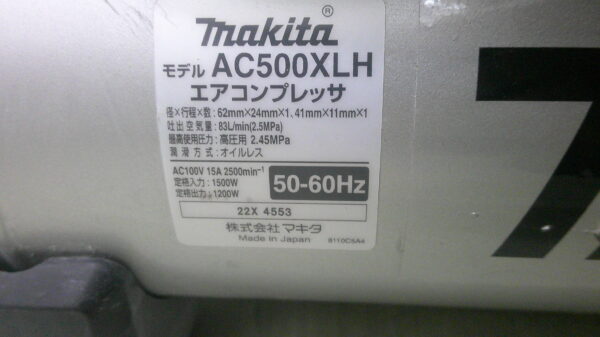 makita®
モデル AC500XLH
エアコンプレッサ
径×行程×数:62mm×24mm×1、41mm×11mm×1
吐出空気量:83L/min(2.5MPa)
最高使用圧力:高圧用 2.45MPa
潤滑方式:オイルレス
AC100V 15A 2500min⁻¹
定格入力:1500W
定格出力:1200W
50-60Hz
22X 4553
株式会社マキタ
Made in Japan 8110C5A4
7